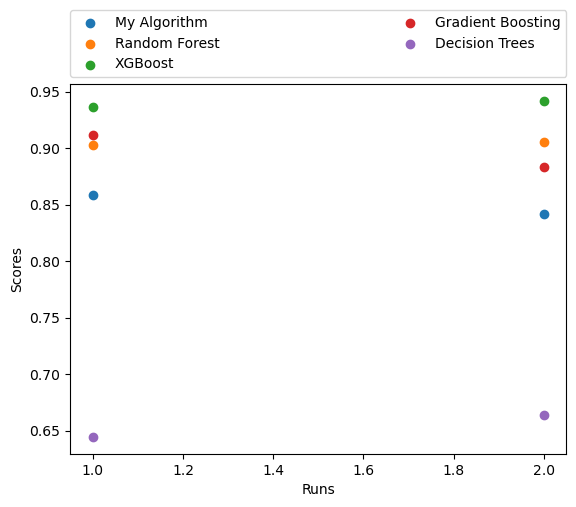 My Algorithm
Random Forest
XGBoost
Gradient Boosting
Decision Trees
0.95
0.90
0.85
0.80
0.75
0.70
0.65
Scores
1.0 1.2 1.4 1.6 1.8 2.0
Runs